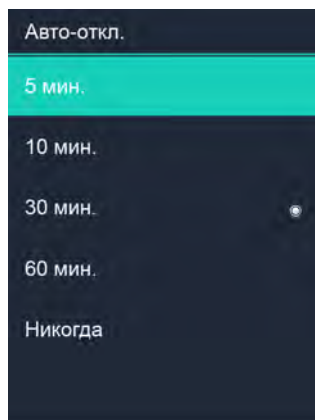 Авто-откл.
5 мин.
10 мин.
30 мин.
60 мин.
Никогда